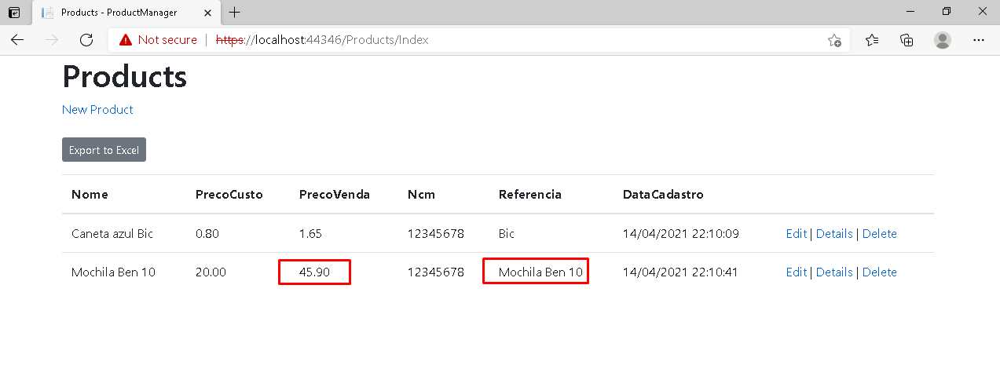 Products - ProductManager
Not secure | https://localhost:44346/Products/Index
Products
New Product
Export to Excel
Nome PrecoCusto PrecoVenda Ncm Referencia DataCadastro
Caneta azul Bic 0.80 1.65 12345678 Bic 14/04/2021 22:10:09 Edit | Details | Delete
Mochila Ben 10 20.00 45.90 12345678 Mochila Ben 10 14/04/2021 22:10:41 Edit | Details | Delete